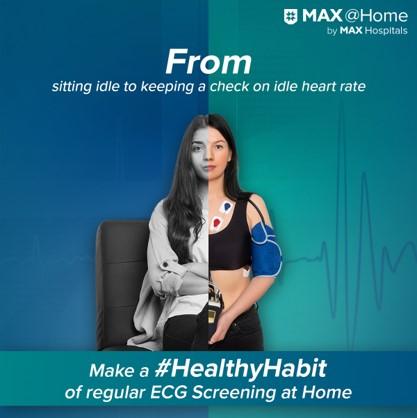 MAX@Home
by MAX Hospitals
From
sitting idle to keeping a check on idle heart rate
Make a #HealthyHabit
of regular ECG Screening at Home